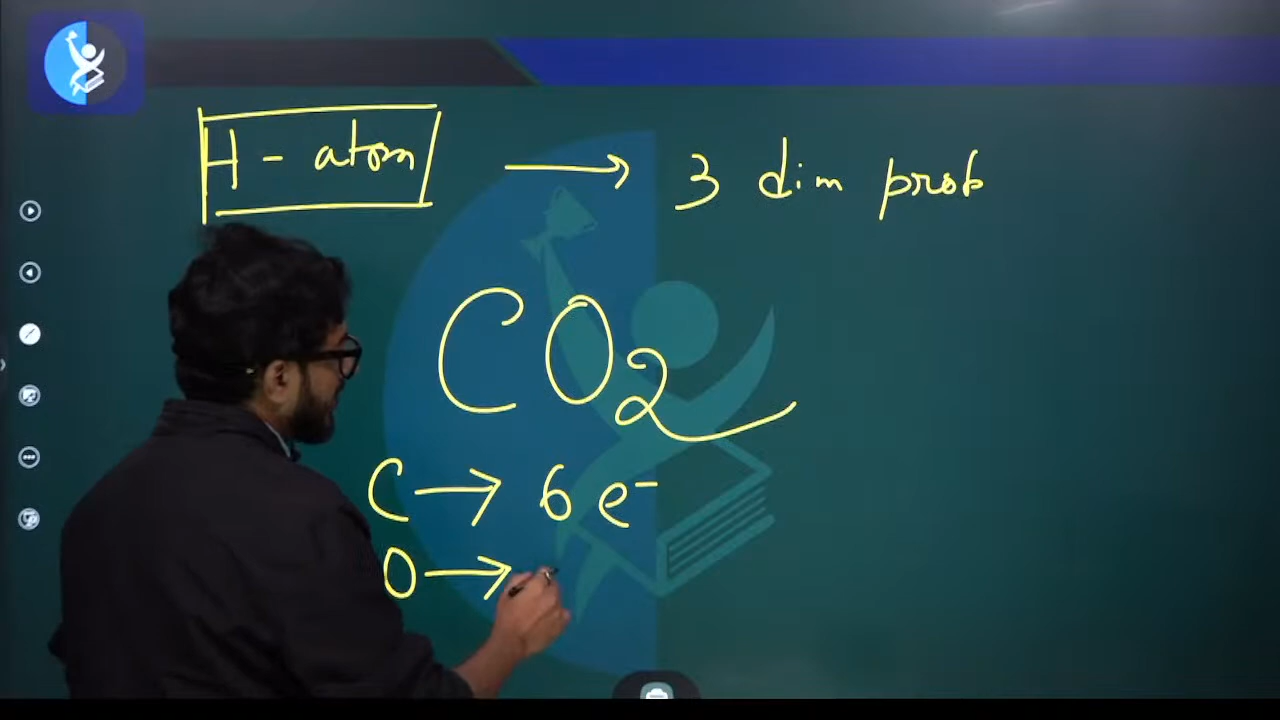 H - atom → 3 dim prob
CO₂
C → 6 e⁻
O →